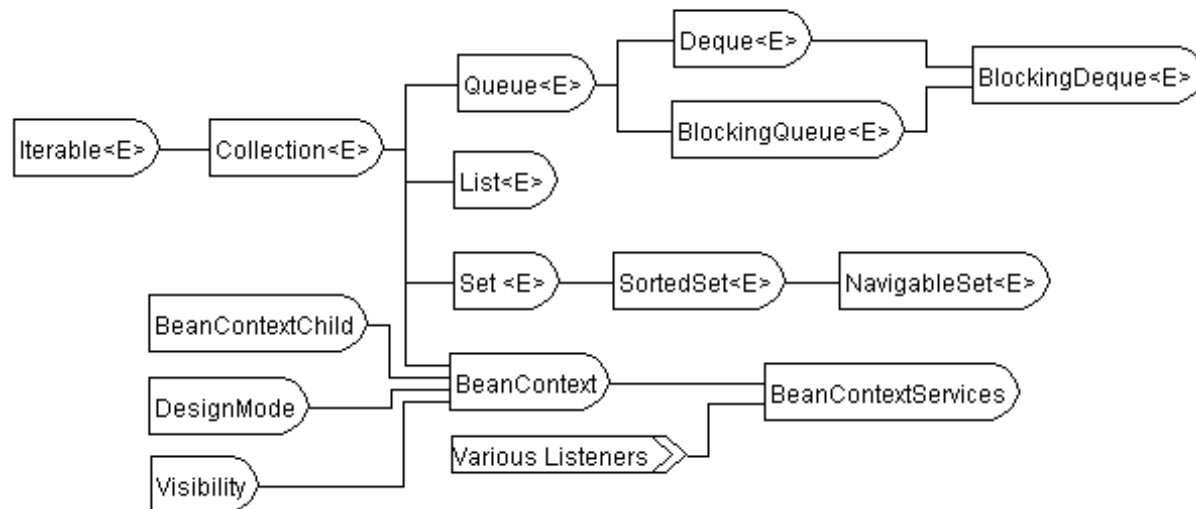 Deque<E>
Queue<E>
BlockingDeque<E>
BlockingQueue<E>
Iterable<E>
Collection<E>
List<E>
Set <E>
SortedSet<E>
NavigableSet<E>
BeanContextChild
BeanContext
BeanContextServices
DesignMode
Various Listeners
Visibility